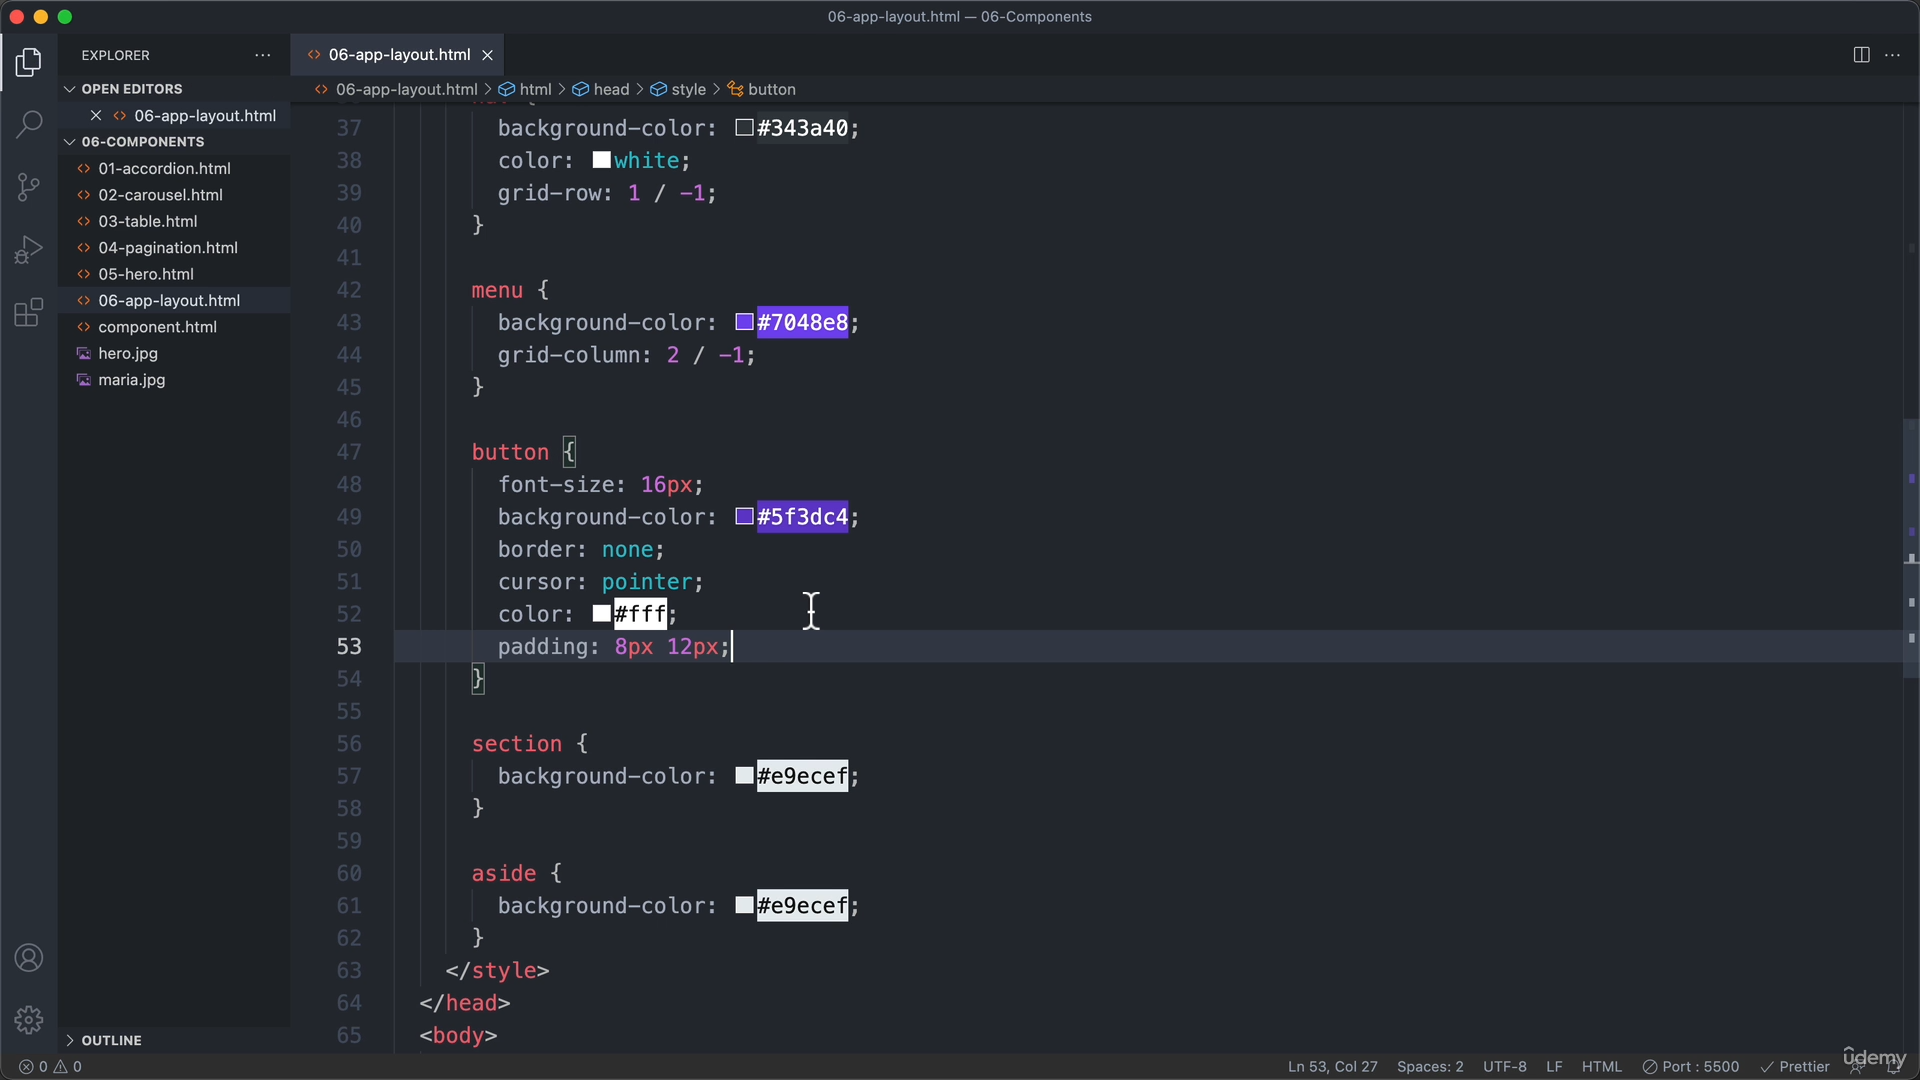 06-app-layout.html — 06-Components
EXPLORER
06-app-layout.html
OPEN EDITORS
06-app-layout.html
06-app-layout.html > html > head > style > button
06-COMPONENTS
01-accordion.html
02-carousel.html
03-table.html
04-pagination.html
05-hero.html
06-app-layout.html
component.html
hero.jpg
maria.jpg
OUTLINE
37 background-color: #343a40;
38 color: white;
39 grid-row: 1 / -1;
40 }
41
42 menu {
43 background-color: #7048e8;
44 grid-column: 2 / -1;
45 }
46
47 button {
48 font-size: 16px;
49 background-color: #5f3dc4;
50 border: none;
51 cursor: pointer;
52 color: #fff;
53 padding: 8px 12px;
54 }
55
56 section {
57 background-color: #e9ecef;
58 }
59
60 aside {
61 background-color: #e9ecef;
62 }
63 </style>
64 </head>
65 <body>
0 0
Ln 53, Col 27 Spaces: 2 UTF-8 LF HTML Port : 5500 Prettier
ûdemy